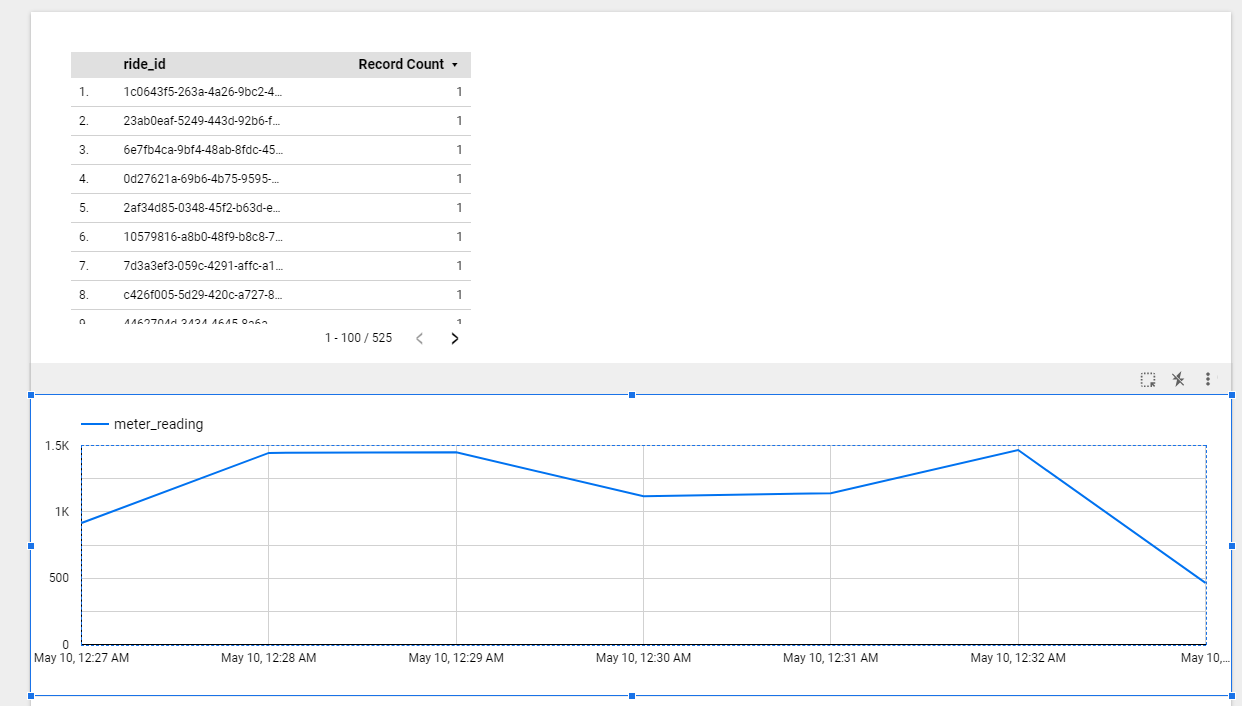 ride_id Record Count
1. 1c0643f5-263a-4a26-9bc2-4... 1
2. 23ab0eaf-5249-443d-92b6-f... 1
3. 6e7fb4ca-9bf4-48ab-8fdc-45... 1
4. 0d27621a-69b6-4b75-9595-... 1
5. 2af34d85-0348-45f2-b63d-e... 1
6. 10579816-a8b0-48f9-b8c8-7... 1
7. 7d3a3ef3-059c-4291-affc-a1... 1
8. c426f005-5d29-420c-a727-8... 1
9. 4462704d-3434-4645-8a6a- 1
1 - 100 / 525
meter_reading
1.5K
1K
500
0
May 10, 12:27 AM May 10, 12:28 AM May 10, 12:29 AM May 10, 12:30 AM May 10, 12:31 AM May 10, 12:32 AM May 10,...